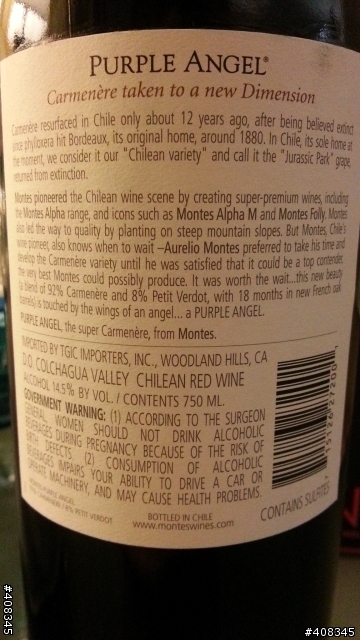 PURPLE ANGEL®
Carmenère taken to a new Dimension
Carmenère resurfaced in Chile only about 12 years ago, after being believed extinct
since phylloxera hit Bordeaux, its original home, around 1880. In Chile, its sole home at
the moment, we consider it our "Chilean variety" and call it the "Jurassic Park" grape,
returned from extinction.
Montes pioneered the Chilean wine scene by creating super-premium wines, including
the Montes Alpha range, and icons such as Montes Alpha M and Montes Folly. Montes
also led the way to quality by planting on steep mountain slopes. But Montes, Chile's
wine pioneer, also knows when to wait –Aurelio Montes preferred to take his time and
develop the Carmenère variety until he was satisfied that it could be a top contender,
the very best Montes could possibly produce. It was worth the wait...this new beauty
(a blend of 92% Carmenère and 8% Petit Verdot, with 18 months in new French oak
barrels) is touched by the wings of an angel... a PURPLE ANGEL.
PURPLE ANGEL, the super Carmenère, from Montes.
IMPORTED BY TGIC IMPORTERS, INC., WOODLAND HILLS, CA
D.O. COLCHAGUA VALLEY CHILEAN RED WINE
ALCOHOL 14.5% BY VOL. / CONTENTS 750 ML.
GOVERNMENT WARNING: (1) ACCORDING TO THE SURGEON
GENERAL, WOMEN SHOULD NOT DRINK ALCOHOLIC
BEVERAGES DURING PREGNANCY BECAUSE OF THE RISK OF
BIRTH DEFECTS. (2) CONSUMPTION OF ALCOHOLIC
BEVERAGES IMPAIRS YOUR ABILITY TO DRIVE A CAR OR
OPERATE MACHINERY, AND MAY CAUSE HEALTH PROBLEMS.
PURPLE ANGEL
8% PETIT VERDOT
BOTTLED IN CHILE
www.monteswines.com
CONTAINS SULFITES
#408345
#408345